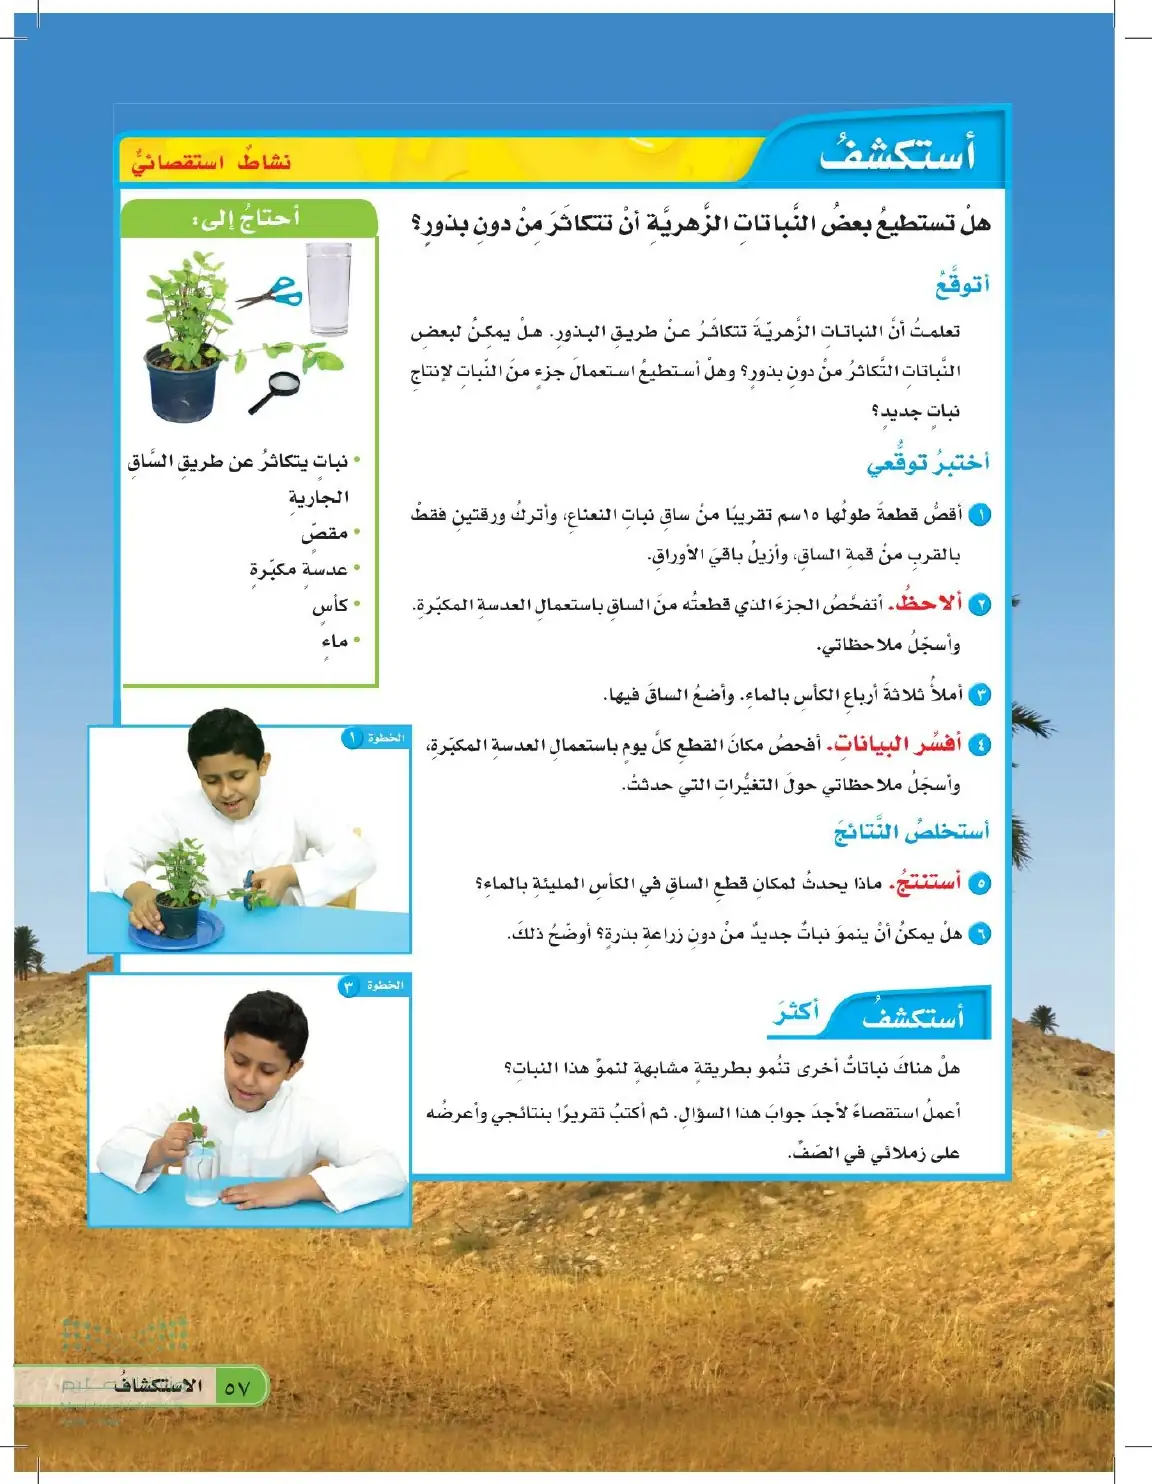 أستكشفُ
نشاطٌ استقصائيٌّ
هلْ تستطيعُ بعضُ النَّباتاتِ الزَّهريَّةِ أنْ تتكاثَرَ مِنْ دونِ بذورٍ؟
أتوقَّعُ
تعلمتُ أنَّ النباتاتِ الزَّهريّةَ تتكاثرُ عنْ طريقِ البذورِ. هلْ يمكنُ لبعضِ
النَّباتاتِ التَّكاثرُ منْ دونِ بذورٍ؟ وهلْ أستطيعُ استعمالَ جزءٍ منَ النّباتِ لإنتاجِ
نباتٍ جديدٍ؟
أختبرُ توقُّعي
١ أقصُّ قطعةً طولُها ١٥سم تقريبًا منْ ساقِ نباتِ النعناعِ، وأتركُ ورقتينِ فقطْ
بالقربِ منْ قمةِ الساقِ، وأزيلُ باقيَ الأوراقِ.
٢ ألاحظُ. أتفحَّصُ الجزءَ الذي قطعتُه منَ الساقِ باستعمالِ العدسةِ المكبّرةِ.
وأسجّلُ ملاحظاتي.
٣ أملأُ ثلاثةَ أرباعِ الكأسِ بالماءِ. وأضعُ الساقَ فيها.
٤ أفسِّر البياناتِ. أفحصُ مكانَ القطعِ كلَّ يومٍ باستعمالِ العدسةِ المكبّرةِ،
وأسجّلُ ملاحظاتي حولَ التغيُّراتِ التي حدثتْ.
أستخلصُ النَّتائجَ
٥ أستنتجُ. ماذا يحدثُ لمكانِ قطعِ الساقِ في الكأسِ المليئةِ بالماءِ؟
٦ هلْ يمكنُ أنْ ينموَ نباتٌ جديدٌ منْ دونِ زراعةِ بذرةٍ؟ أوضّحُ ذلكَ.
أستكشفُ أكثرَ
هلْ هناكَ نباتاتٌ أخرى تنُمو بطريقةٍ مشابهةٍ لنموِّ هذا النباتِ؟
أعملُ استقصاءً لأجدَ جوابَ هذا السؤالِ. ثم أكتبُ تقريرًا بنتائجي وأعرضُه
على زملائي في الصّفِّ.
أحتاجُ إلى:
• نباتٍ يتكاثرُ عن طريقِ السَّاقِ
الجاريةِ
• مقصٍّ
• عدسةٍ مكبّرةٍ
• كأسٍ
• ماءٍ
الخطوة ١
الخطوة ٣
الاستكشافُ ٥٧